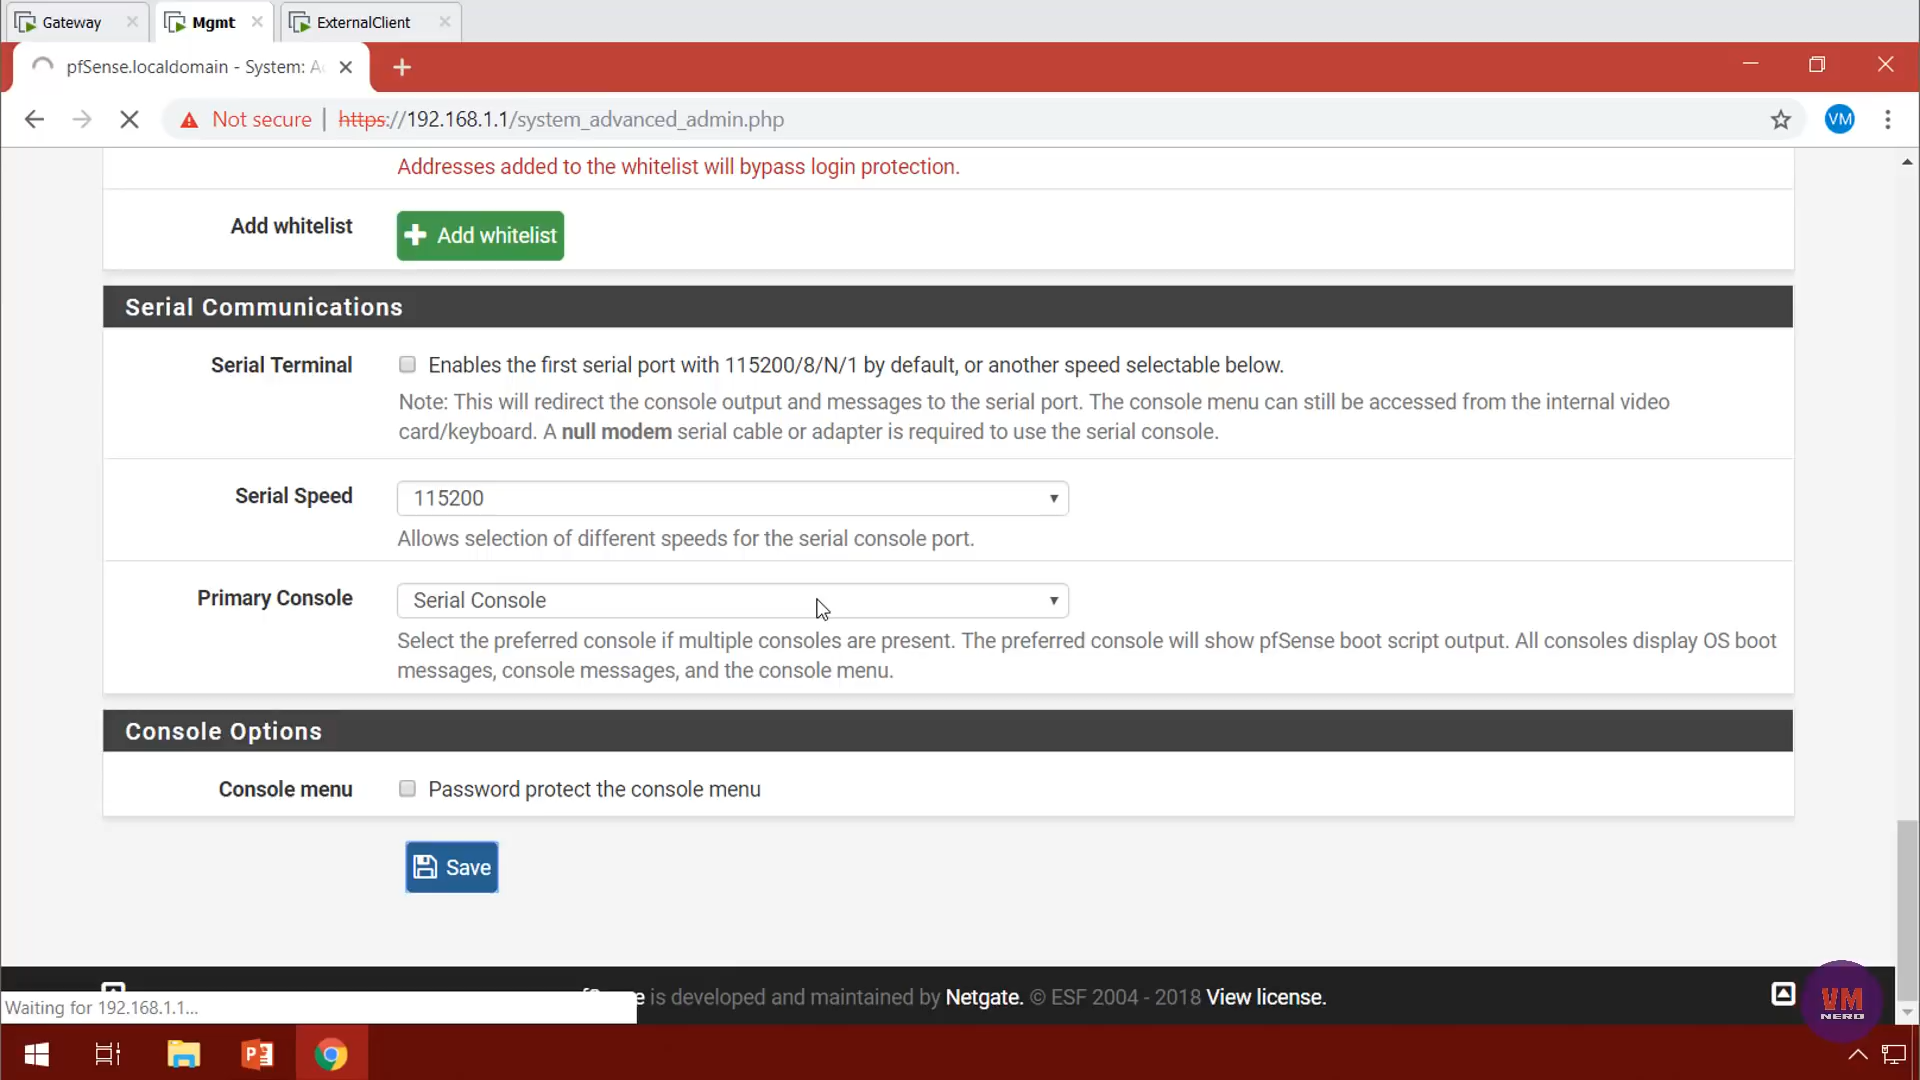 Gateway
Mgmt
ExternalClient
pfSense.localdomain - System: A
Not secure | https://192.168.1.1/system_advanced_admin.php
VM
Addresses added to the whitelist will bypass login protection.
Add whitelist
Add whitelist
Serial Communications
Serial Terminal
Enables the first serial port with 115200/8/N/1 by default, or another speed selectable below.
Note: This will redirect the console output and messages to the serial port. The console menu can still be accessed from the internal video
card/keyboard. A null modem serial cable or adapter is required to use the serial console.
Serial Speed
115200
Allows selection of different speeds for the serial console port.
Primary Console
Serial Console
Select the preferred console if multiple consoles are present. The preferred console will show pfSense boot script output. All consoles display OS boot
messages, console messages, and the console menu.
Console Options
Console menu
Password protect the console menu
Save
is developed and maintained by Netgate. © ESF 2004 - 2018 View license.
Waiting for 192.168.1.1...
VM
NERD